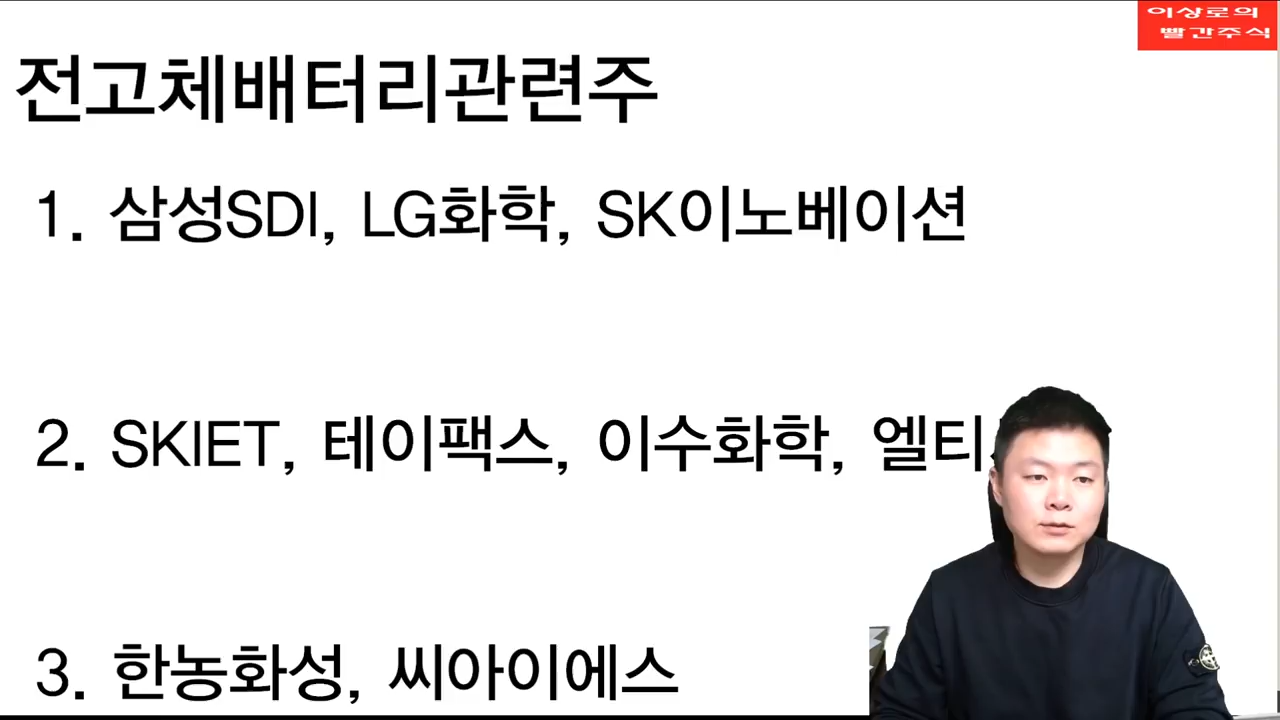 이상로의
빨간주식
전고체배터리관련주
1. 삼성SDI, LG화학, SK이노베이션
2. SKIET, 테이팩스, 이수화학,
3. 한농화성, 씨아이에스